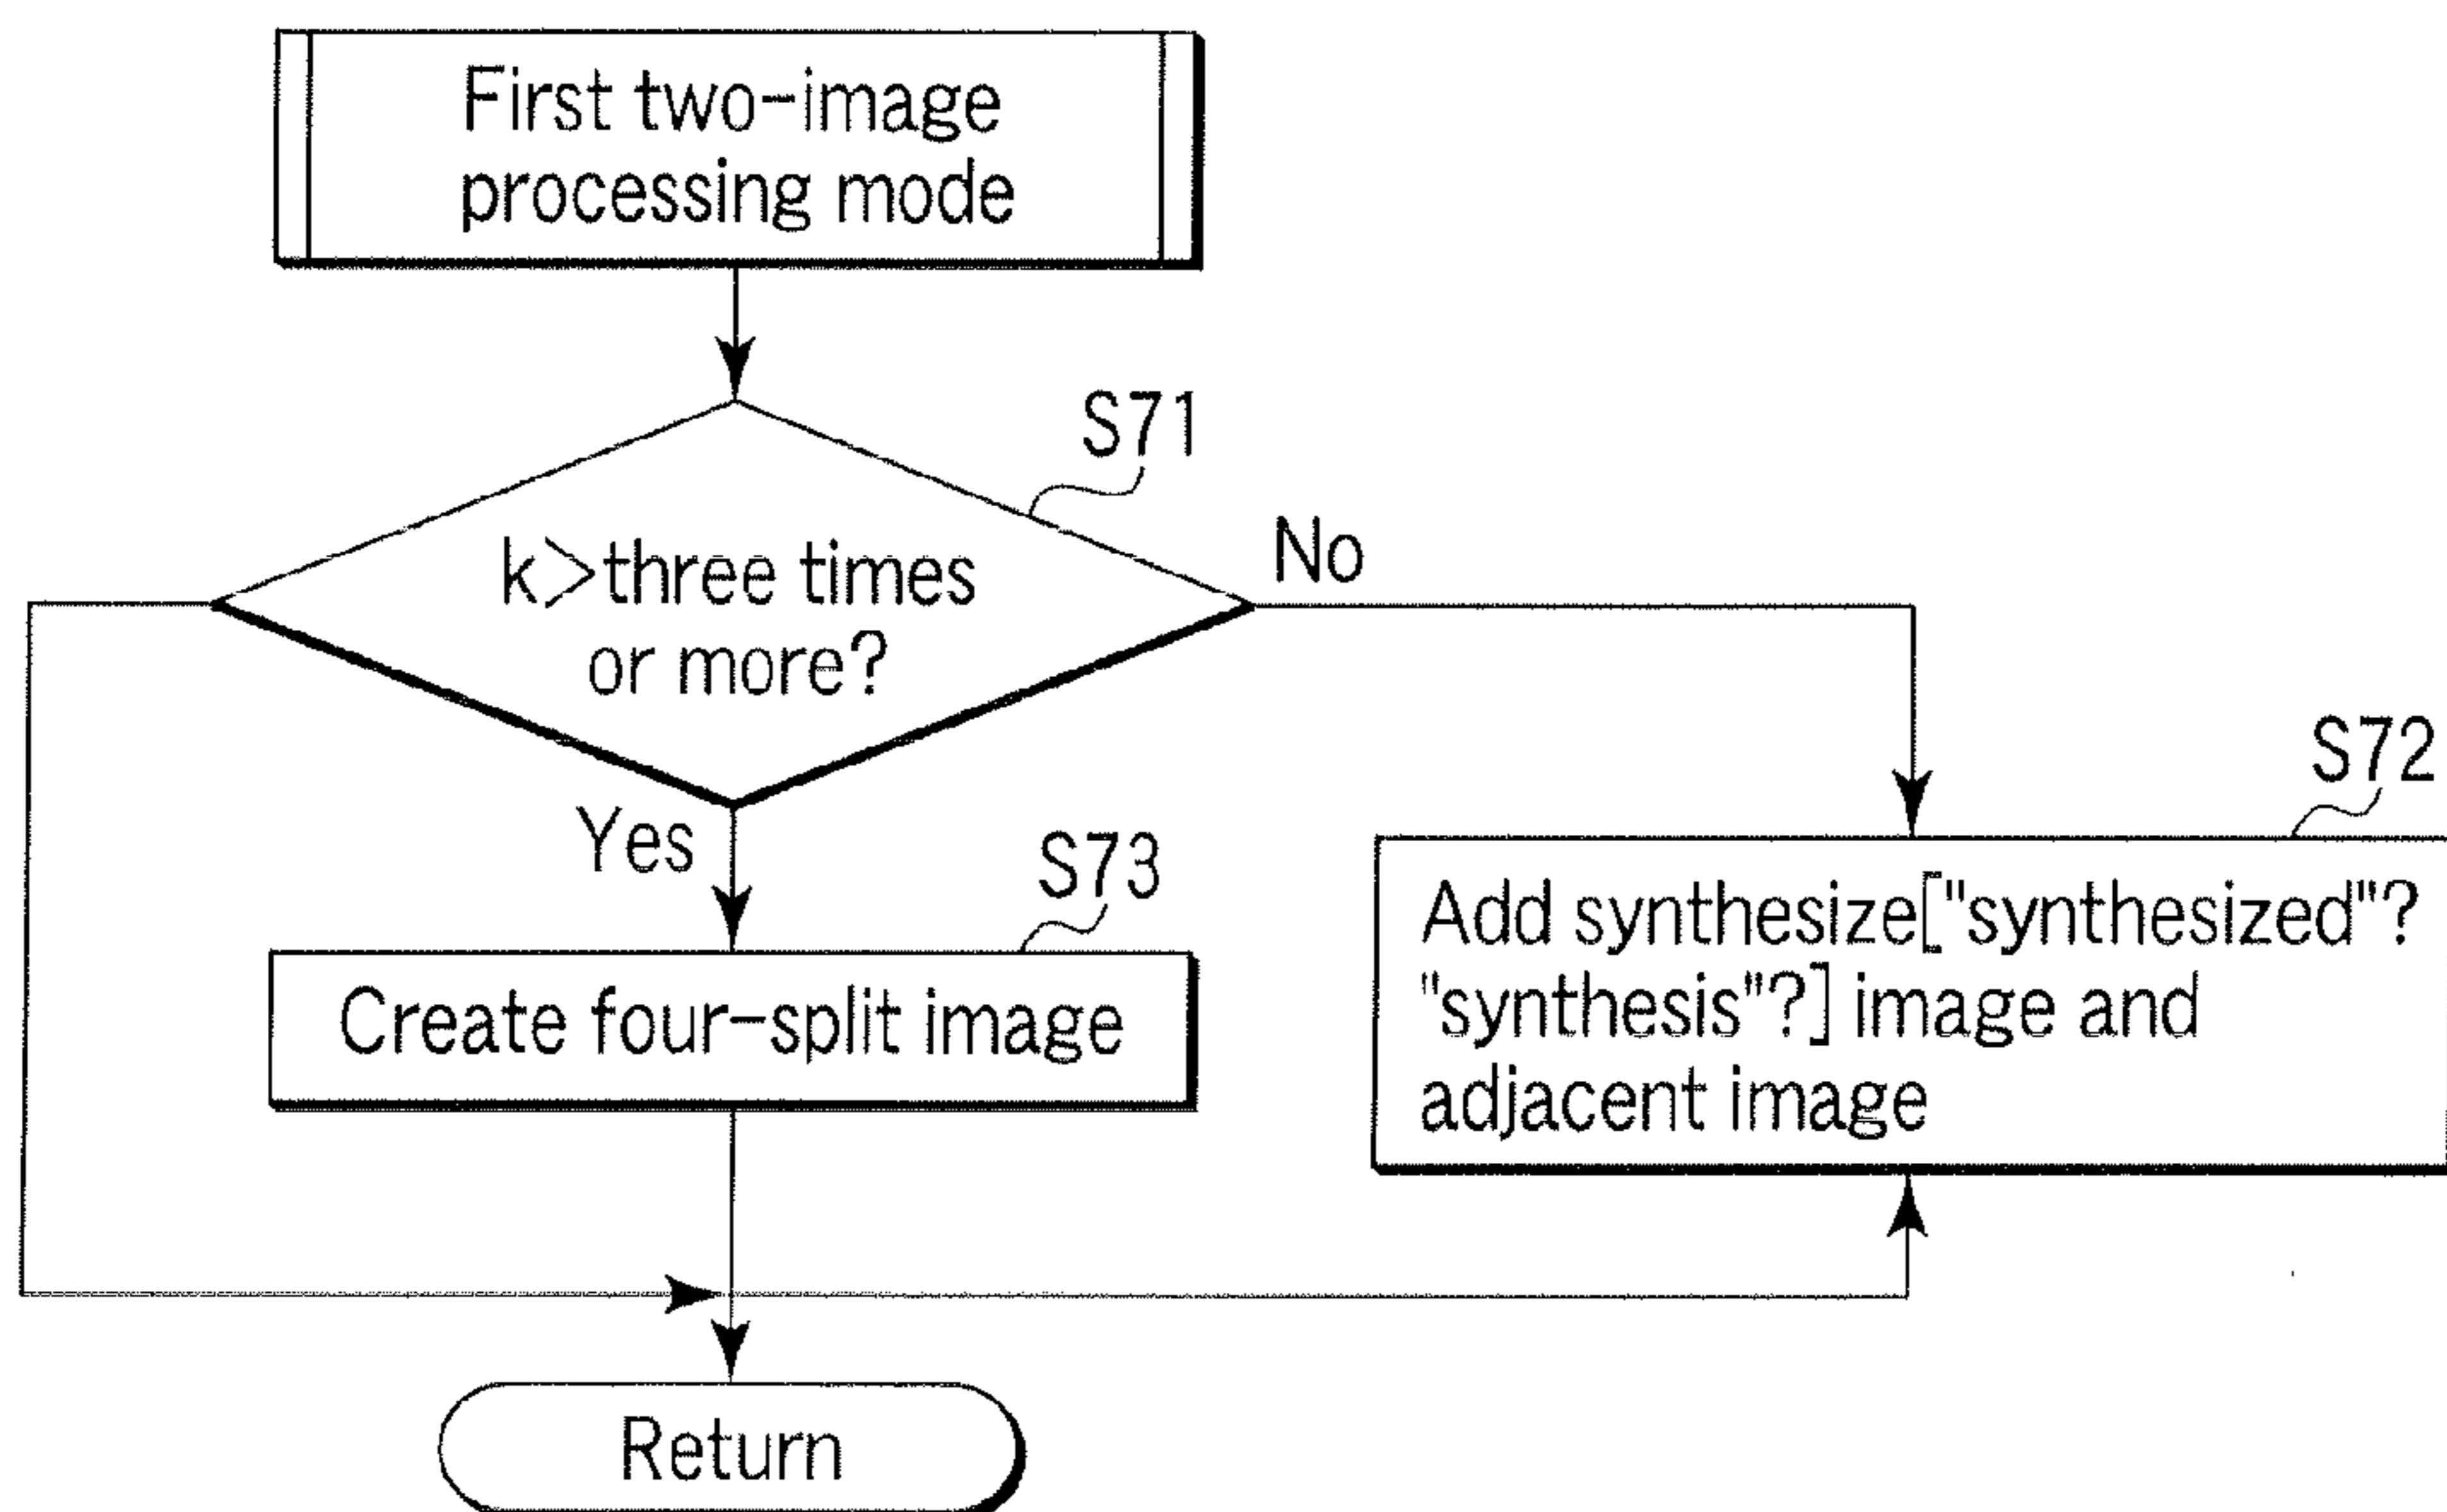 First two-image
processing mode
S71
k>three times
or more?
No
Yes
S72
Add synthesize["synthesized"?
"synthesis"?] image and
adjacent image
S73
Create four-split image
Return